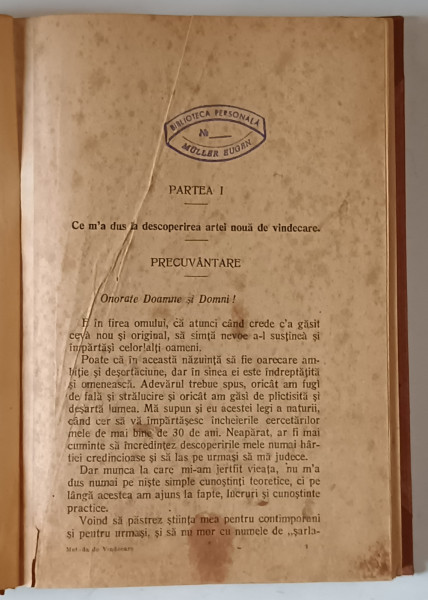 BIBLIOTECA PERSONALĂ
№
MÜLLER EUGEN
PARTEA I
Ce m'a dus la descoperirea artei nouă de vindecare.
PRECUVÂNTARE
Onorate Doamne și Domni!
E în firea omului, că atunci când crede c'a găsit
ceva nou și original, să simtă nevoe a-l susținea și
împărtăși celorlalți oameni.
Poate că în această năzuință să fie oarecare am-
biție și deșertăciune, dar în sinea ei este îndreptățită
și omenească. Adevărul trebue spus, oricât am fugi
de fală și strălucire și oricât am găsi de plictisită și
deșartă lumea. Mă supun și eu acestei legi a naturii,
când cer să vă împărtășesc încheierile cercetărilor
mele de mai bine de 30 de ani. Neapărat, ar fi mai
cuminte să încredințez descoperirile mele numai hâr-
tiei credincioase și să las pe urmași să mă judece.
Dar munca la care mi-am jertfit vieața, nu m'a
dus numai pe niște simple cunoștinți teoretice, ci pe
lângă acestea am ajuns la fapte, lucruri și cunoștinte
practice.
Voind să păstrez știința mea pentru contimporani
și pentru urmași, și să nu mor cu numele de „șarla-
Metoda de Vindecare
1